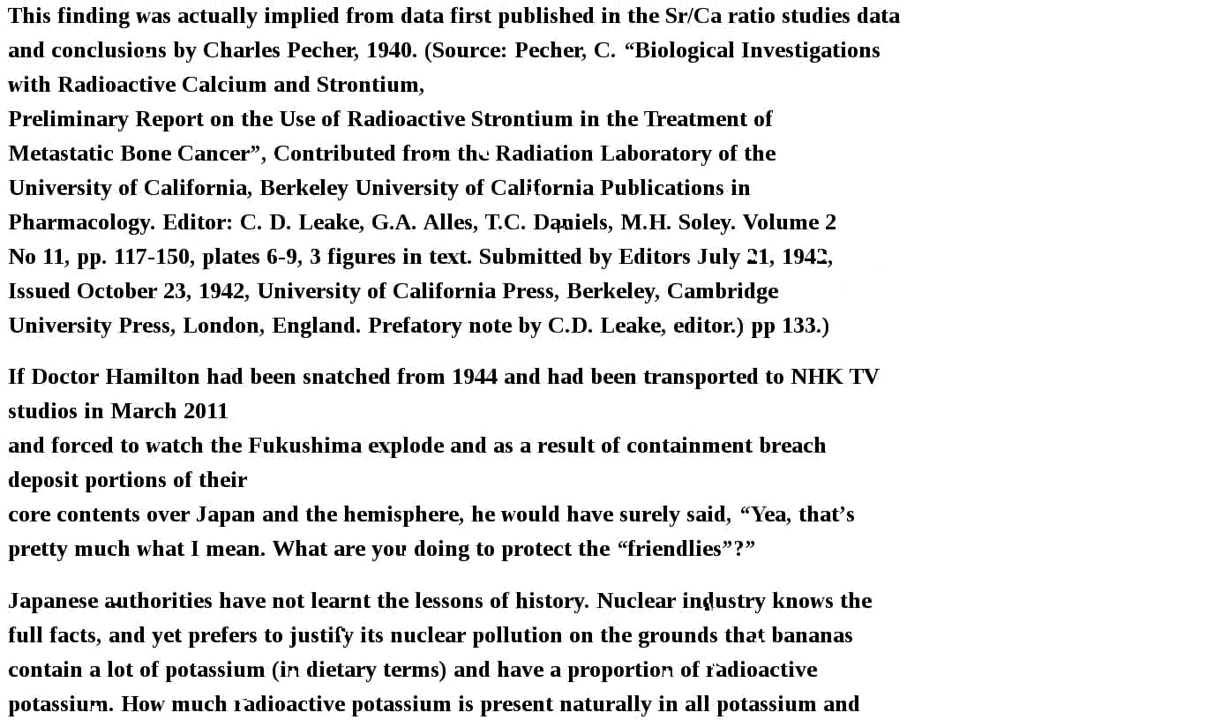 This finding was actually implied from data first published in the Sr/Ca ratio studies data
and conclusions by Charles Pecher, 1940. (Source: Pecher, C. “Biological Investigations
with Radioactive Calcium and Strontium,
Preliminary Report on the Use of Radioactive Strontium in the Treatment of
Metastatic Bone Cancer”, Contributed from the Radiation Laboratory of the
University of California, Berkeley University of California Publications in
Pharmacology. Editor: C. D. Leake, G.A. Alles, T.C. Daniels, M.H. Soley. Volume 2
No 11, pp. 117-150, plates 6-9, 3 figures in text. Submitted by Editors July 21, 1942,
Issued October 23, 1942, University of California Press, Berkeley, Cambridge
University Press, London, England. Prefatory note by C.D. Leake, editor.) pp 133.)
If Doctor Hamilton had been snatched from 1944 and had been transported to NHK TV
studios in March 2011
and forced to watch the Fukushima explode and as a result of containment breach
deposit portions of their
core contents over Japan and the hemisphere, he would have surely said, “Yea, that’s
pretty much what I mean. What are you doing to protect the “friendlies”?”
Japanese authorities have not learnt the lessons of history. Nuclear industry knows the
full facts, and yet prefers to justify its nuclear pollution on the grounds that bananas
contain a lot of potassium (in dietary terms) and have a proportion of radioactive
potassium. How much radioactive potassium is present naturally in all potassium and